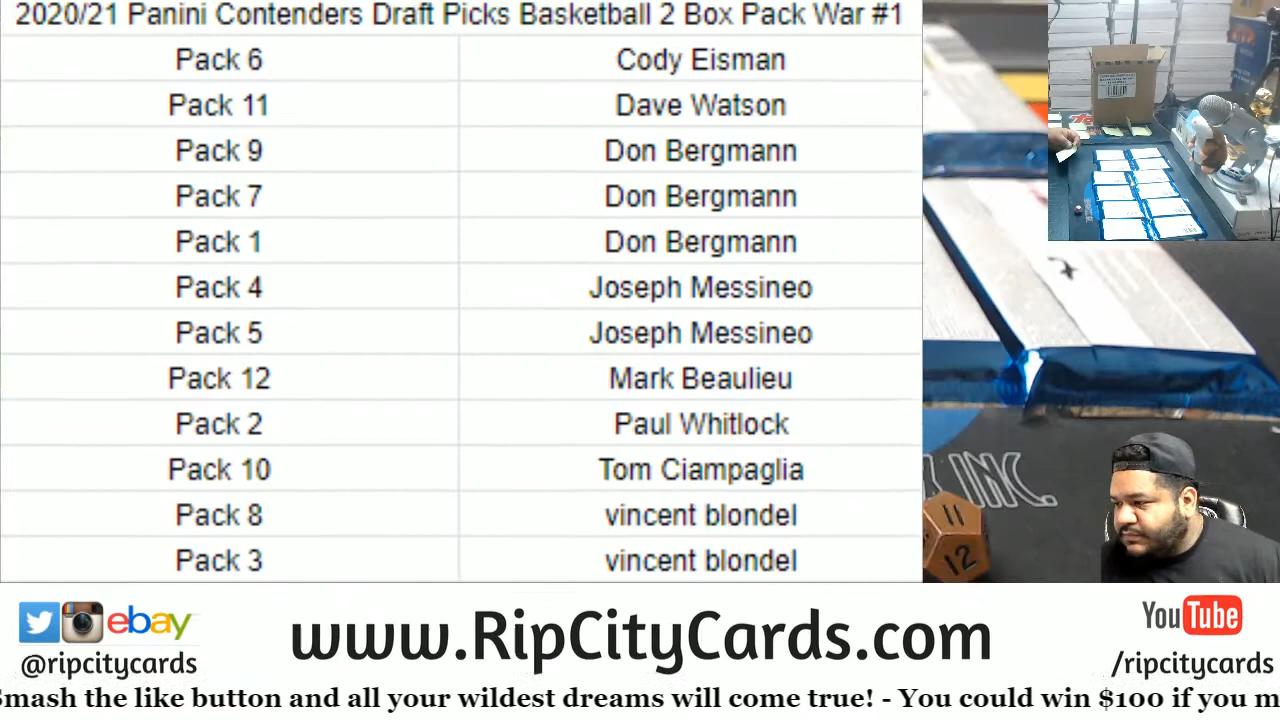 2020/21 Panini Contenders Draft Picks Basketball 2 Box Pack War #1
Pack 6 Cody Eisman
Pack 11 Dave Watson
Pack 9 Don Bergmann
Pack 7 Don Bergmann
Pack 1 Don Bergmann
Pack 4 Joseph Messineo
Pack 5 Joseph Messineo
Pack 12 Mark Beaulieu
Pack 2 Paul Whitlock
Pack 10 Tom Ciampaglia
Pack 8 vincent blondel
Pack 3 vincent blondel
INC.
11
12
ebay
@ripcitycards
www.RipCityCards.com
YouTube
/ripcitycards
Smash the like button and all your wildest dreams will come true! - You could win $100 if you m